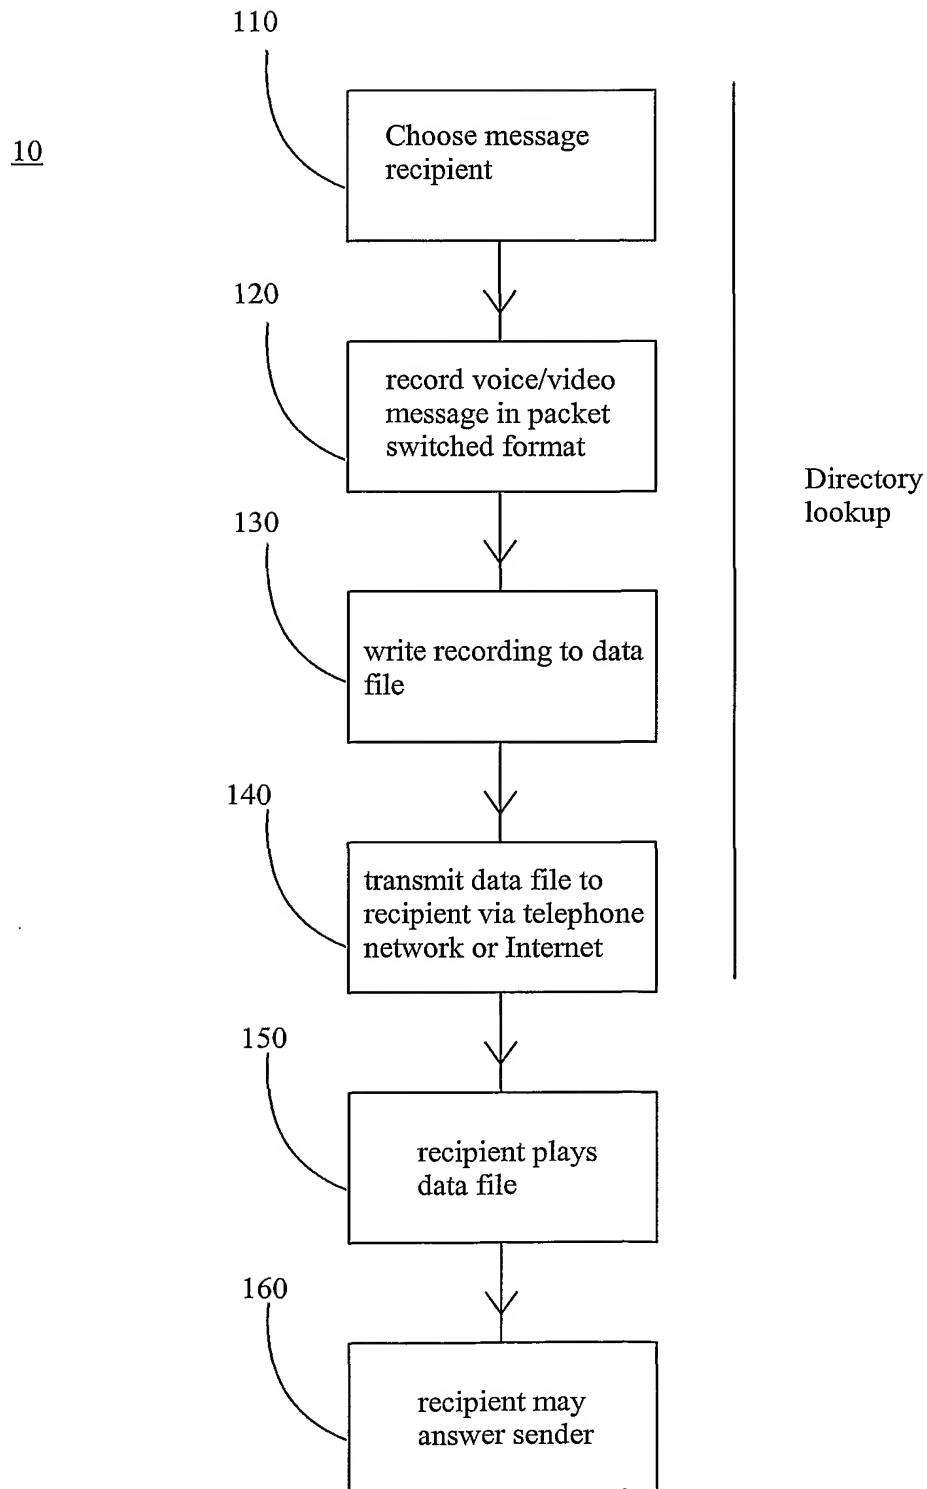 110
10
Choose message
recipient
120
record voice/video
message in packet
switched format
Directory
lookup
130
write recording to data
file
140
transmit data file to
recipient via telephone
network or Internet
150
recipient plays
data file
160
recipient may
answer sender